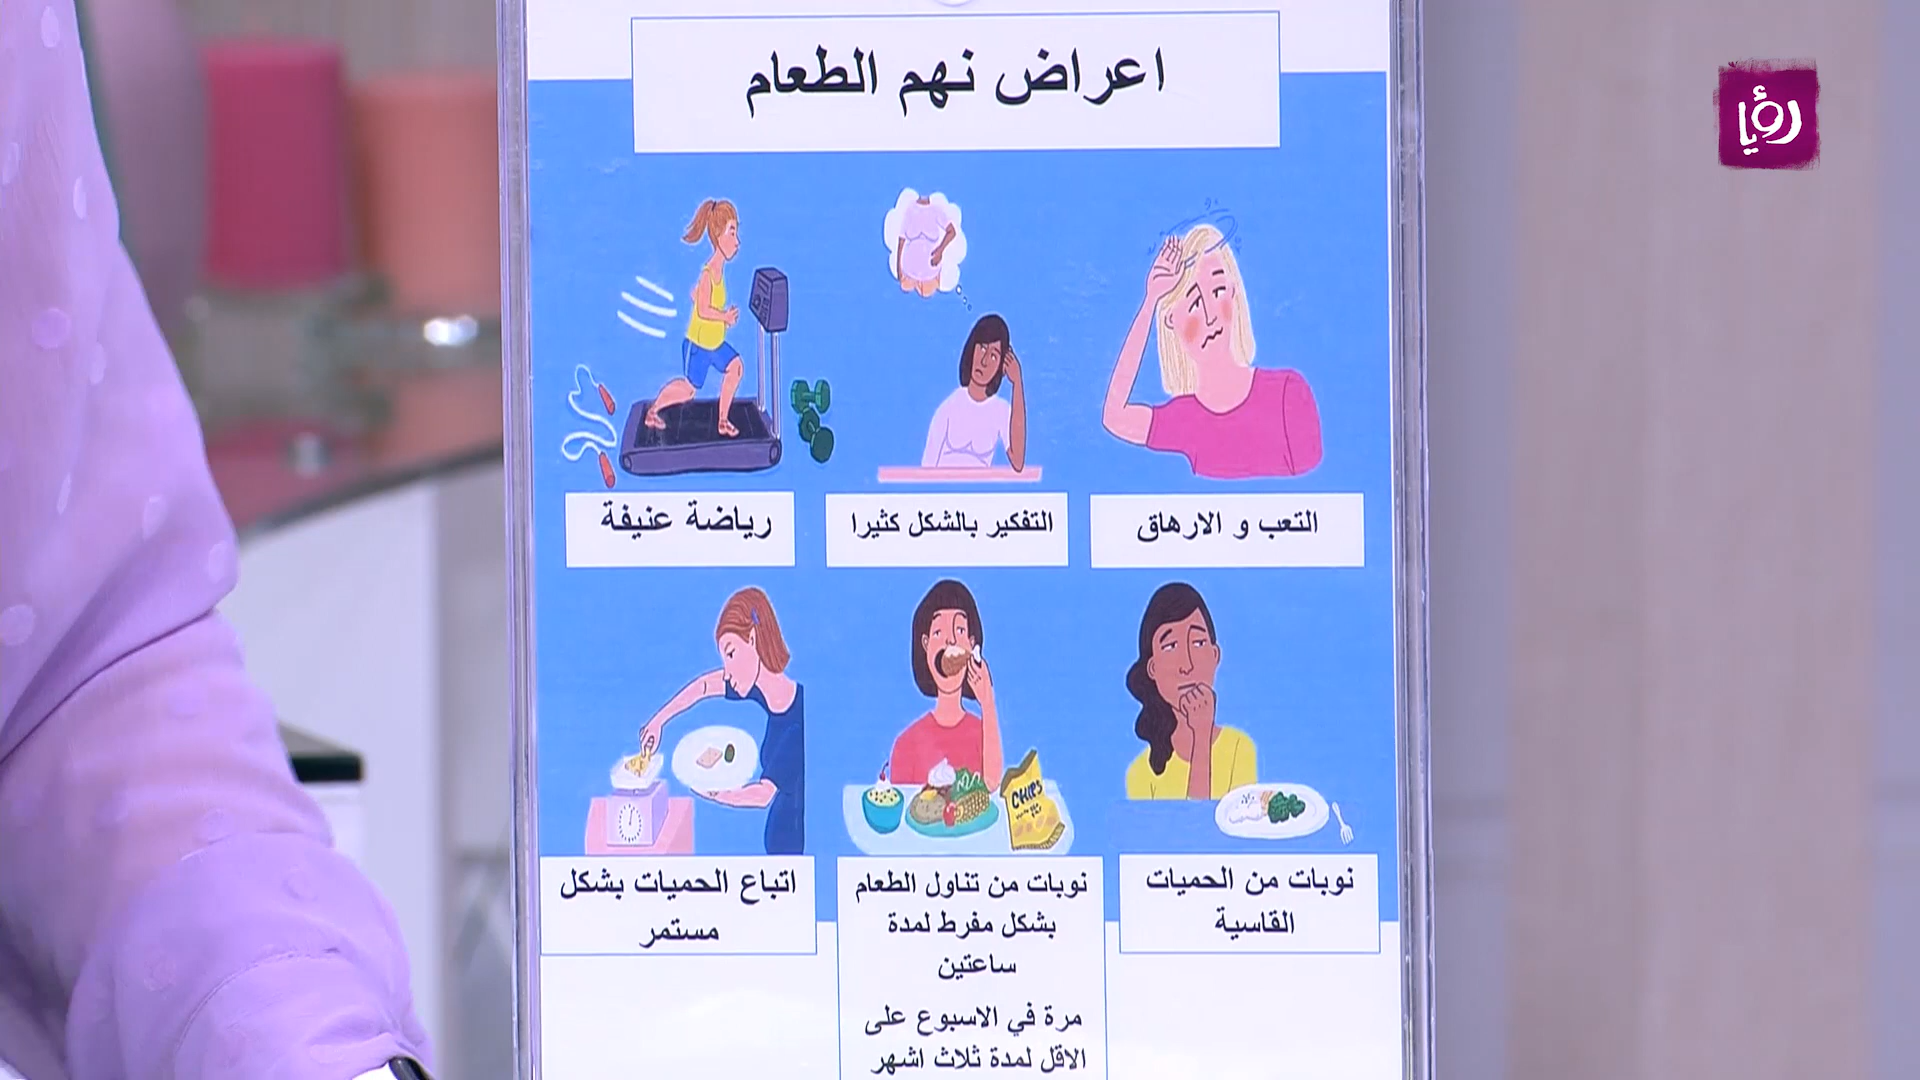 اعراض نهم الطعام
رؤيا
التعب و الارهاق
التفكير بالشكل كثيرا
رياضة عنيفة
CHIPS
نوبات من الحميات
القاسية
نوبات من تناول الطعام
بشكل مفرط لمدة
ساعتين
مرة في الاسبوع على
الاقل لمدة ثلاث اشهر
اتباع الحميات بشكل
مستمر